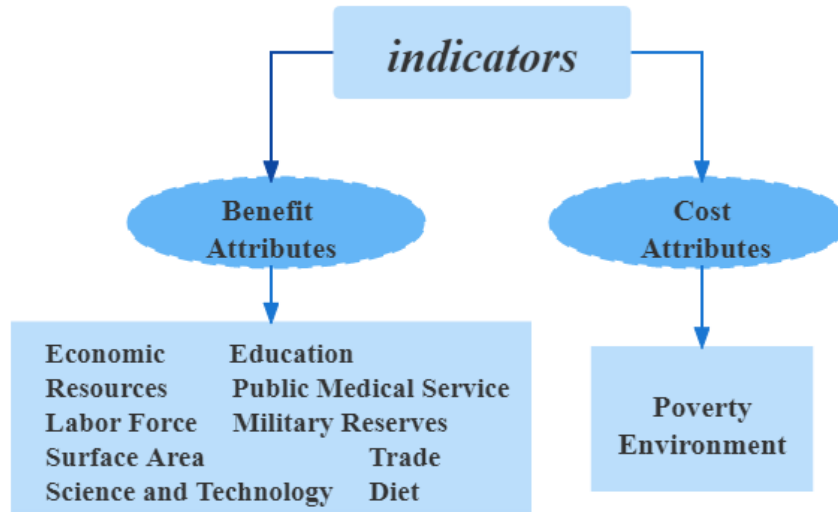 indicators
Benefit
Attributes
Cost
Attributes
Economic Education
Resources Public Medical Service
Labor Force Military Reserves
Surface Area Trade
Science and Technology Diet
Poverty
Environment